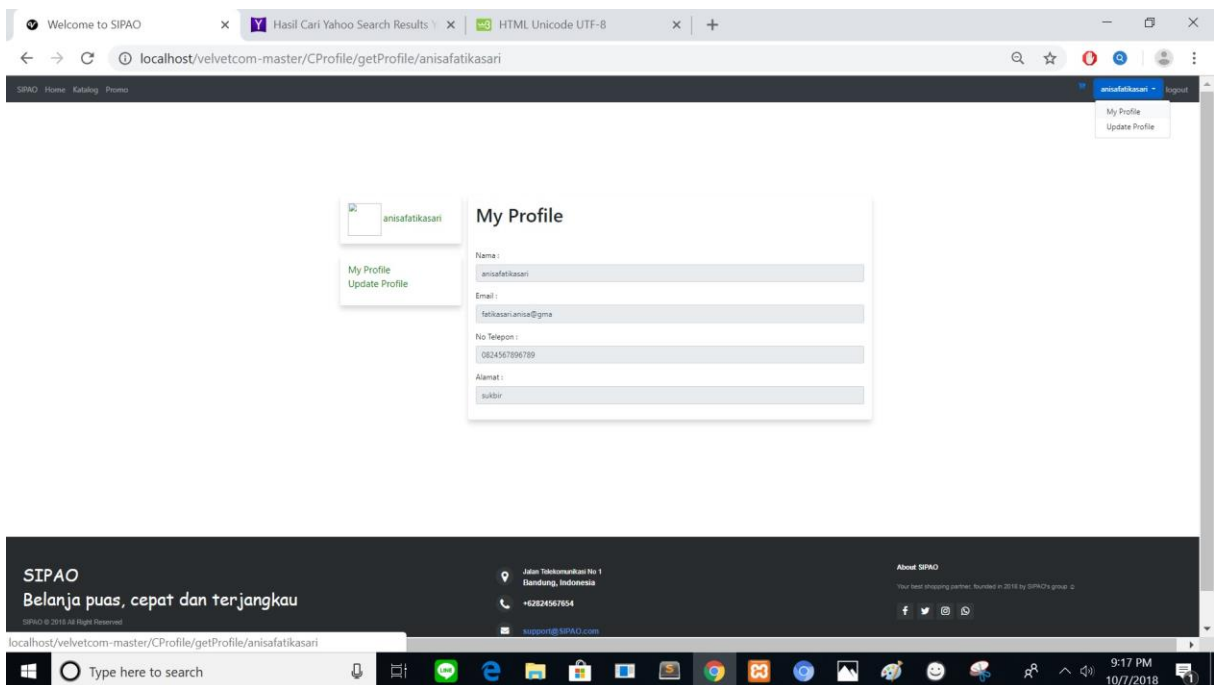 Welcome to SIPAO
Hasil Cari Yahoo Search Results
HTML Unicode UTF-8
localhost/velvetcom-master/CProfile/getProfile/anisafatikasari
SIPAO Home Katalog Promo
anisafatikasari logout
My Profile
Update Profile
anisafatikasari
My Profile
Update Profile
My Profile
Nama :
anisafatikasari
Email :
fatikasari.anisa@gma
No Telepon :
0824567896789
Alamat :
sukbir
SIPAO
Belanja puas, cepat dan terjangkau
SIPAO © 2018 All Right Reserved
Jalan Telekomunikasi No 1
Bandung, Indonesia
+62824567654
support@SIPAO.com
About SIPAO
Your best shopping partner, founded in 2018 by SIPAO's group
localhost/velvetcom-master/CProfile/getProfile/anisafatikasari
Type here to search
LINE
9:17 PM
10/7/2018
1